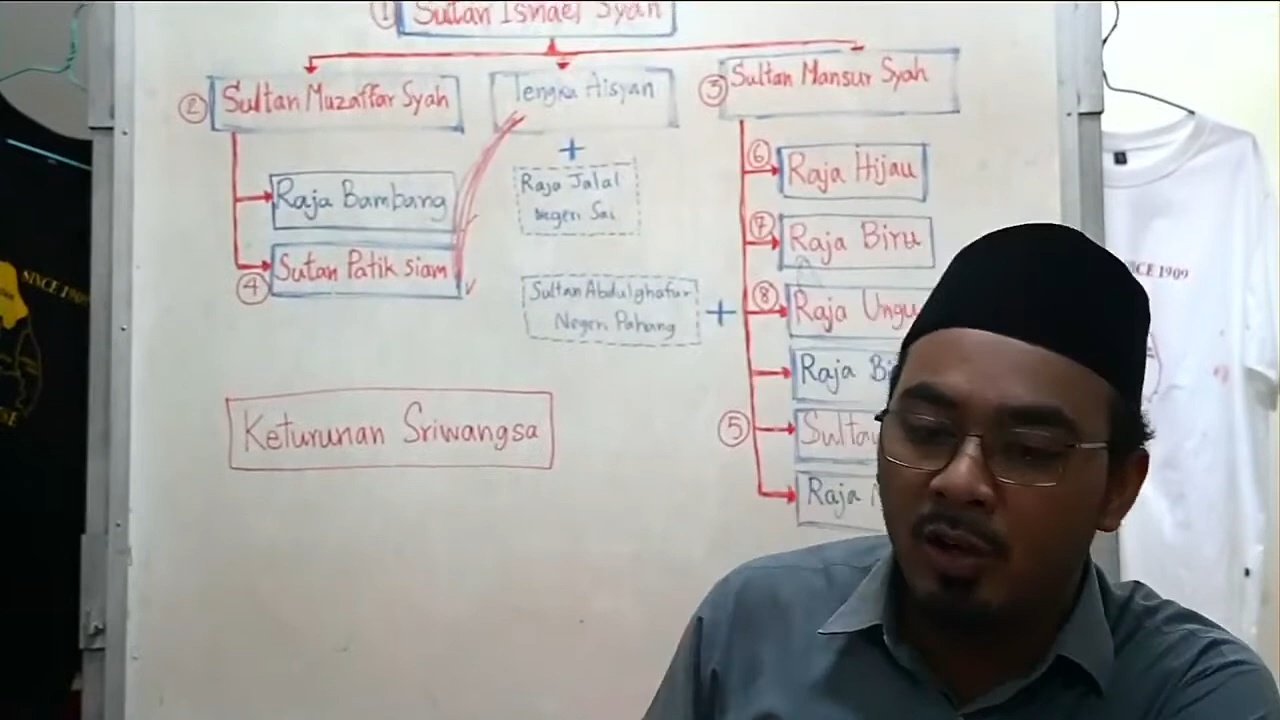 ① Sultan Ismael Syah
② Sultan Muzaffar Syah
Tengku Aisyah
③ Sultan Mansur Syah
+
Raja Bambang
Raja Jalal
Negeri Sai
⑥ Raja Hijau
④ Sutan Patik Siam
⑦ Raja Biru
Sultan Abdulghafur
Negeri Pahang
+
⑧ Raja Ungu
Raja
⑤
Raja
Keturunan Sriwangsa
SINCE 1909
CE 1909